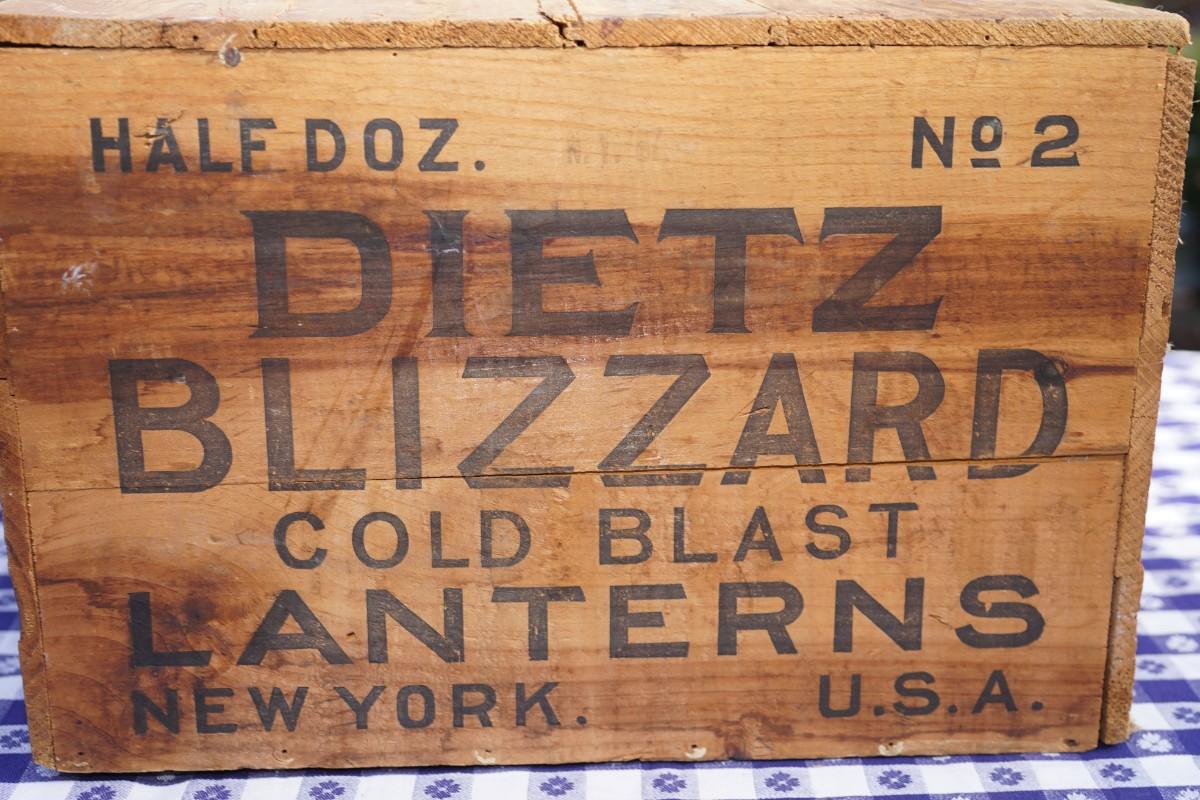 HALF DOZ. Nº 2
DIETZ
BLIZZARD
COLD BLAST
LANTERNS
NEW YORK. U.S.A.